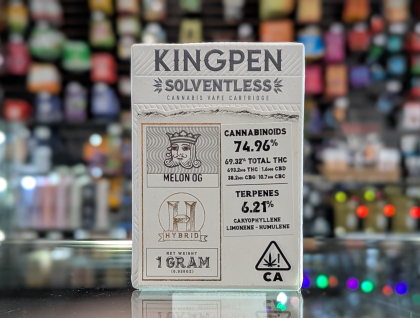 KINGPEN
SOLVENTLESS
CANNABIS VAPE CARTRIDGE
MELON OG
H
HYBRID
NET WEIGHT
1 GRAM
CANNABINOIDS
74.96%
69.32% TOTAL THC
TERPENES
6.21%
CARYOPHYLLENE
LIMONENE - HUMULENE
CA